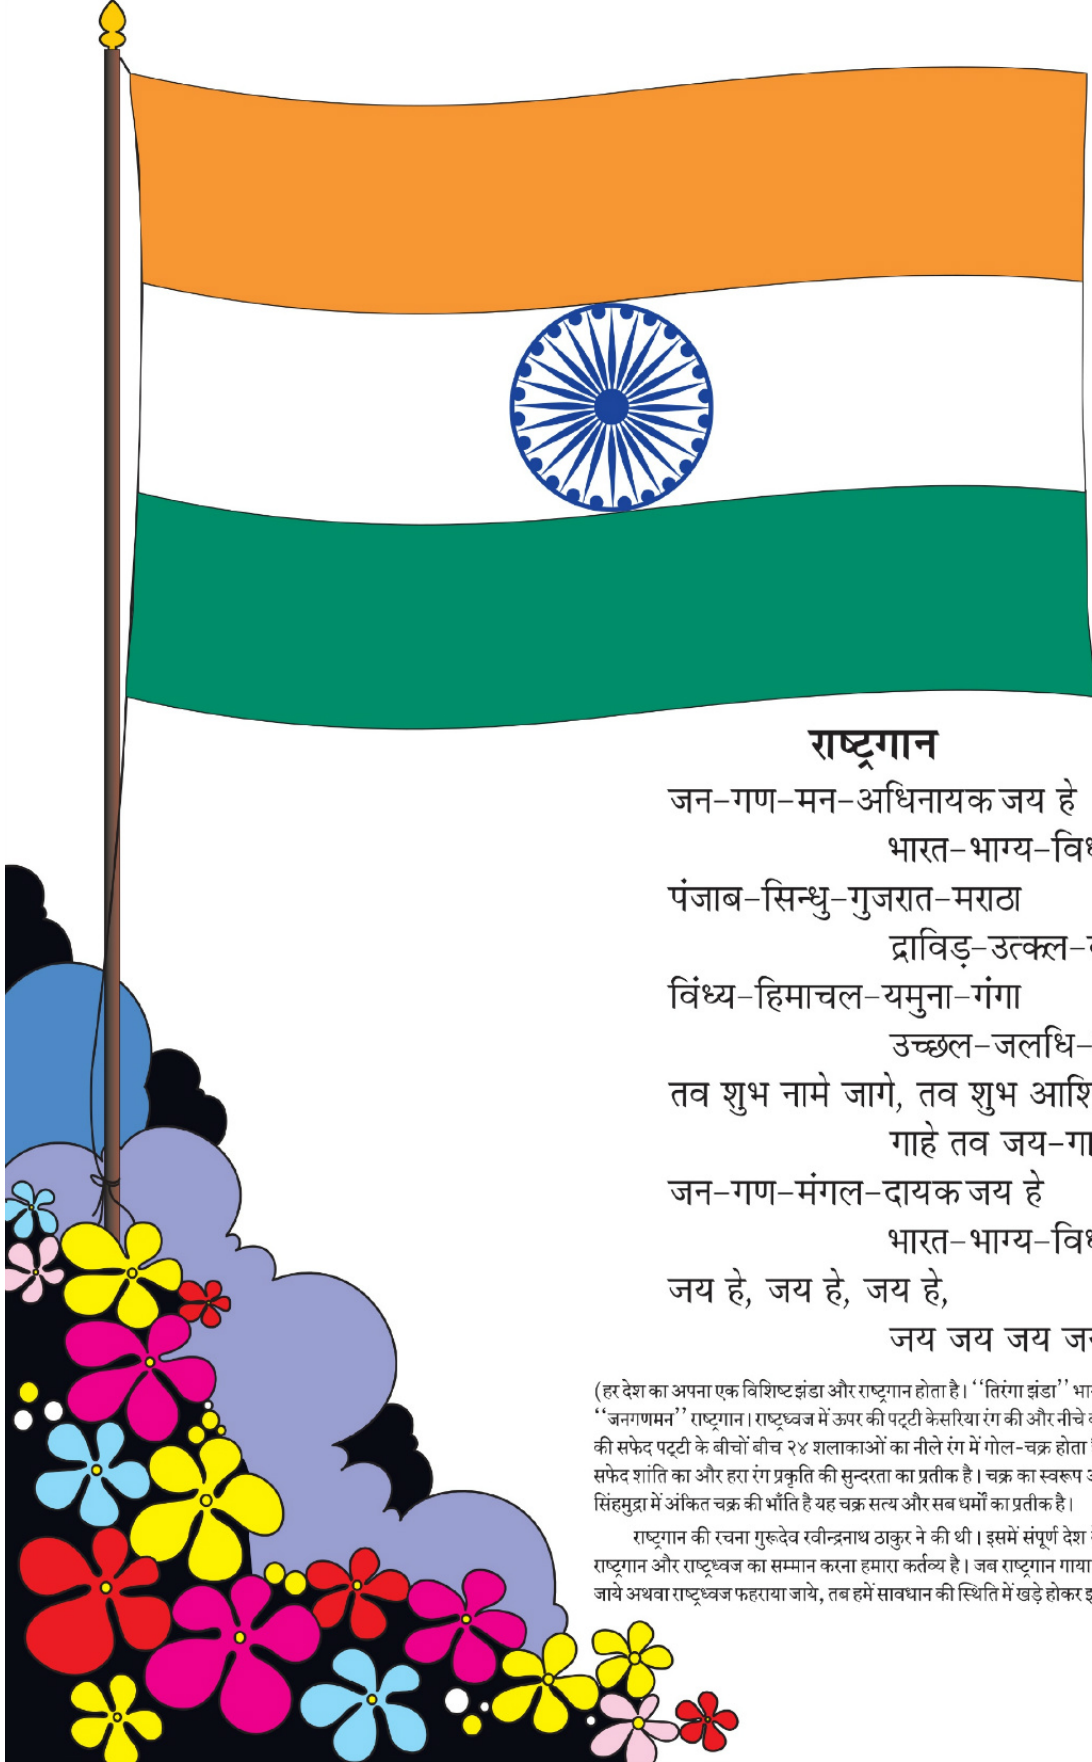 राष्ट्रगान
जन-गण-मन-अधिनायक जय हे
भारत-भाग्य-
पंजाब-सिन्धु-गुजरात-मराठा
द्राविड़-उत्कल-
विंध्य-हिमाचल-यमुना-गंगा
उच्छल-जलधि-
तव शुभ नामे जागे, तव शुभ
गाहे तव
जन-गण-मंगल-दायक जय हे
भारत-भाग्य-
जय हे, जय हे, जय हे,
जय जय जय
(हर देश का अपना एक विशिष्ट झंडा और राष्ट्रगान होता है। ‘‘तिरंगा झंडा’’
‘‘जनगणमन’’ राष्ट्रगान। राष्ट्रध्वज में ऊपर की पट्टी केसरिया रंग की और नीचे
की सफेद पट्टी के बीचों बीच २४ शलाकाओं का नीले रंग में गोल-चक्र होता
सफेद शांति का और हरा रंग प्रकृति की सुन्दरता का प्रतीक है। चक्र का स्वरूप
सिंहमुद्रा में अंकित चक्र की भाँति है यह चक्र सत्य और सब धर्मों का प्रतीक है।
राष्ट्रगान की रचना गुरूदेव रवीन्द्रनाथ ठाकुर ने की थी। इसमें संपूर्ण देश
राष्ट्रगान और राष्ट्रध्वज का सम्मान करना हमारा कर्तव्य है। जब राष्ट्रगान गाया
जाये अथवा राष्ट्रध्वज फहराया जाये, तब हमें सावधान की स्थिति में खड़े होकर